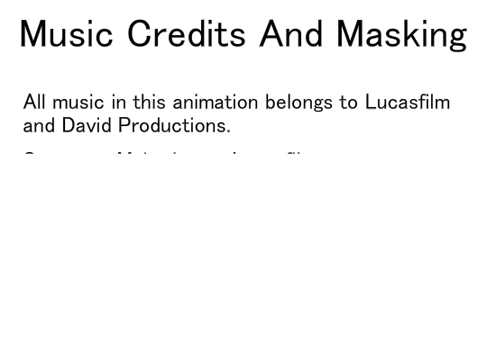 Music Credits And Masking
All music in this animation belongs to Lucasfilm
and David Productions.